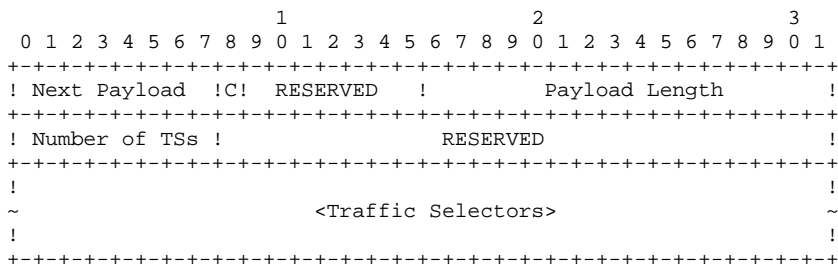 1                   2                   3
 0 1 2 3 4 5 6 7 8 9 0 1 2 3 4 5 6 7 8 9 0 1 2 3 4 5 6 7 8 9 0 1
+-+-+-+-+-+-+-+-+-+-+-+-+-+-+-+-+-+-+-+-+-+-+-+-+-+-+-+-+-+-+-+-+
! Next Payload  !C!  RESERVED   !         Payload Length        !
+-+-+-+-+-+-+-+-+-+-+-+-+-+-+-+-+-+-+-+-+-+-+-+-+-+-+-+-+-+-+-+-+
! Number of TSs !                 RESERVED                      !
+-+-+-+-+-+-+-+-+-+-+-+-+-+-+-+-+-+-+-+-+-+-+-+-+-+-+-+-+-+-+-+-+
!                                                               !
~                       <Traffic Selectors>                     ~
!                                                               !
+-+-+-+-+-+-+-+-+-+-+-+-+-+-+-+-+-+-+-+-+-+-+-+-+-+-+-+-+-+-+-+-+